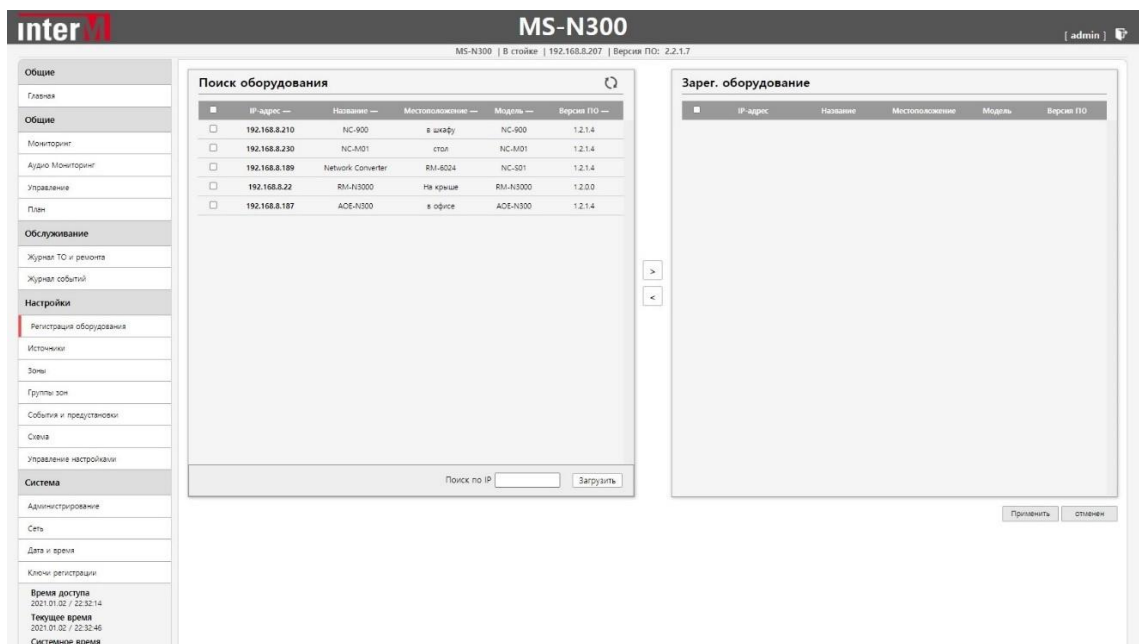 inter M
MS-N300
[ admin ]
MS-N300 | В стойке | 192.168.8.207 | Версия ПО: 2.2.1.7
Общие
Главная
Общие
Мониторинг
Аудио Мониторинг
Управление
План
Обслуживание
Журнал ТО и ремонта
Журнал событий
Настройки
Регистрация оборудования
Источники
Зоны
Группы зон
События и предустановки
Схема
Управление настройками
Система
Администрирование
Сеть
Дата и время
Ключи регистрации
Время доступа
2021.01.02 / 22:32:14
Текущее время
2021.01.02 / 22:32:46
Системное время
Поиск оборудования
IP-адрес — Название — Местоположение — Модель — Версия ПО —
192.168.8.210 NC-900 в шкафу NC-900 1.2.1.4
192.168.8.230 NC-M01 стол NC-M01 1.2.1.4
192.168.8.189 Network Converter RM-6024 NC-S01 1.2.1.4
192.168.8.22 RM-N3000 На крыше RM-N3000 1.2.0.0
192.168.8.187 AOE-N300 в офисе AOE-N300 1.2.1.4
Поиск по IP Загрузить
>
<
Зарег. оборудование
IP-адрес Название Местоположение Модель Версия ПО
Применить отменен